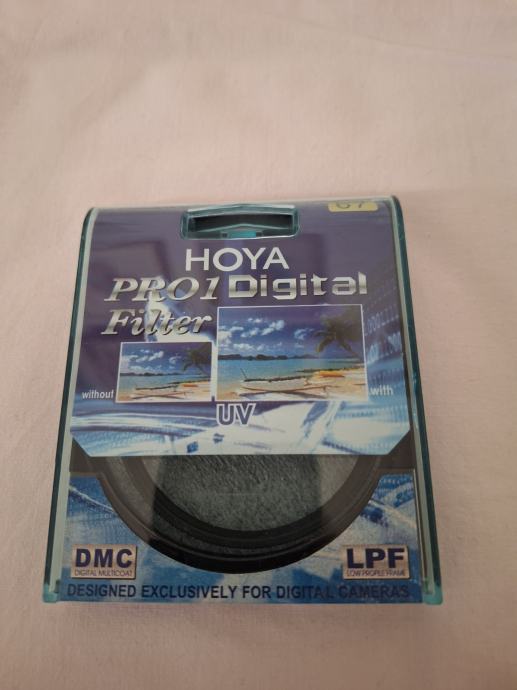 HOYA
PRO1 Digital
Filter
without
with
UV
DMC
DIGITAL MULTICOAT
LPF
LOW PROFILE FRAME
DESIGNED EXCLUSIVELY FOR DIGITAL CAMERAS